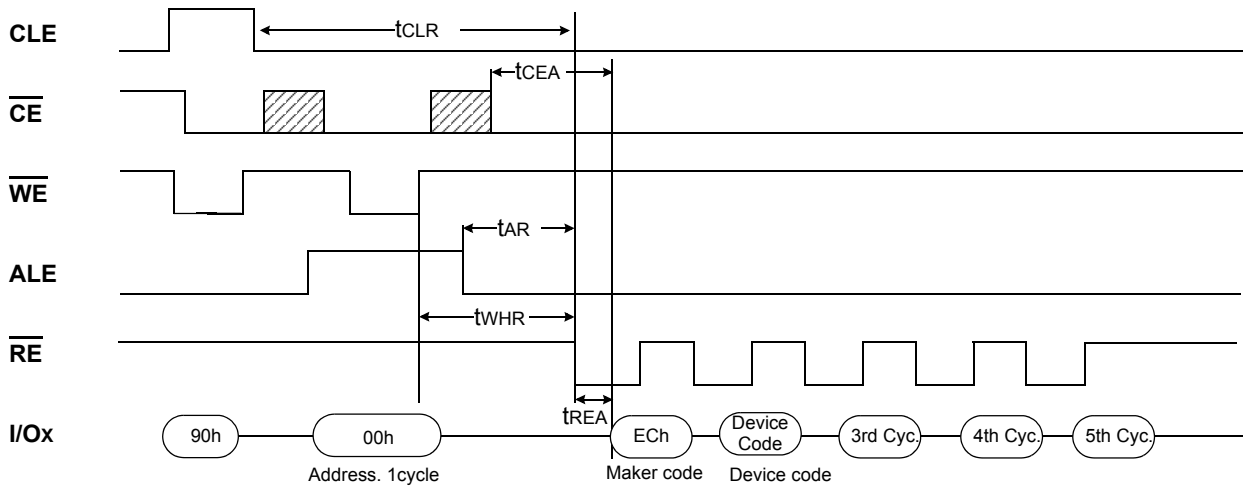 CLE
tCLR
tCEA
CE
WE
tAR
ALE
tWHR
RE
tREA
I/Ox
90h
00h
ECh
Device
Code
3rd Cyc.
4th Cyc.
5th Cyc.
Address. 1cycle
Maker code
Device code